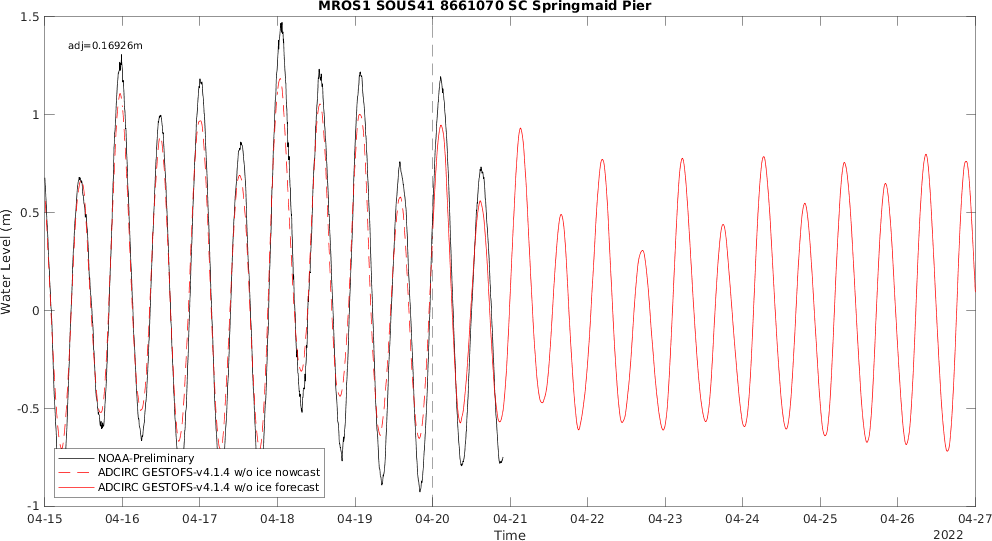 MROS1 SOUS41 8661070 SC Springmaid Pier
1.5
adj=0.16926m
1
0.5
Water Level (m)
0
-0.5
NOAA-Preliminary
ADCIRC GESTOFS-v4.1.4 w/o ice nowcast
ADCIRC GESTOFS-v4.1.4 w/o ice forecast
-1
04-15 04-16 04-17 04-18 04-19 04-20 04-21 04-22 04-23 04-24 04-25 04-26 04-27
Time
2022